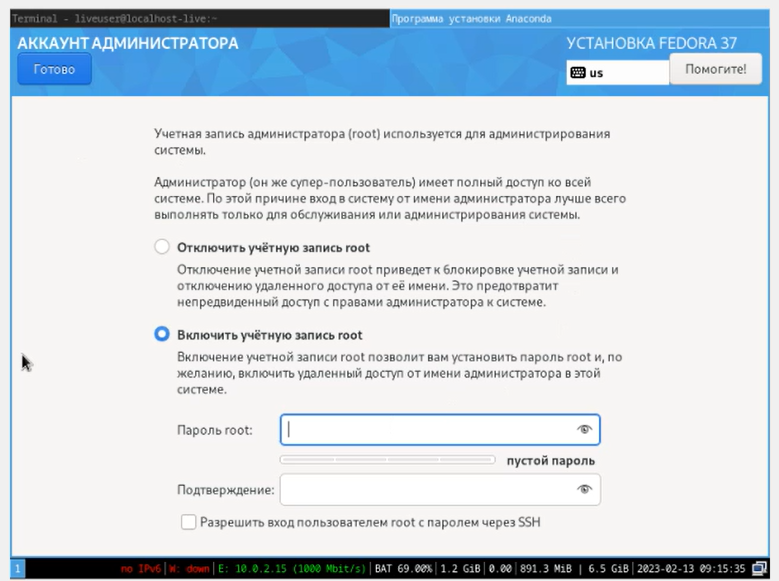 Terminal - liveuser@localhost-live:~
Программа установки Anaconda
АККАУНТ АДМИНИСТРАТОРА
УСТАНОВКА FEDORA 37
Готово
us
Помогите!
Учетная запись администратора (root) используется для администрирования
системы.
Администратор (он же супер-пользователь) имеет полный доступ ко всей
системе. По этой причине вход в систему от имени администратора лучше всего
выполнять только для обслуживания или администрирования системы.
Отключить учётную запись root
Отключение учетной записи root приведет к блокировке учетной записи и
отключению удаленного доступа от её имени. Это предотвратит
непредвиденный доступ с правами администратора к системе.
Включить учётную запись root
Включение учетной записи root позволит вам установить пароль root и, по
желанию, включить удаленный доступ от имени администратора в этой
системе.
Пароль root:
пустой пароль
Подтверждение:
Разрешить вход пользователем root с паролем через SSH
1
no IPv6|W: down|E: 10.0.2.15 (1000 Mbit/s)|BAT 69.00%|1.2 GiB|0.00|891.3 MiB | 6.5 GiB|2023-02-13 09:15:35